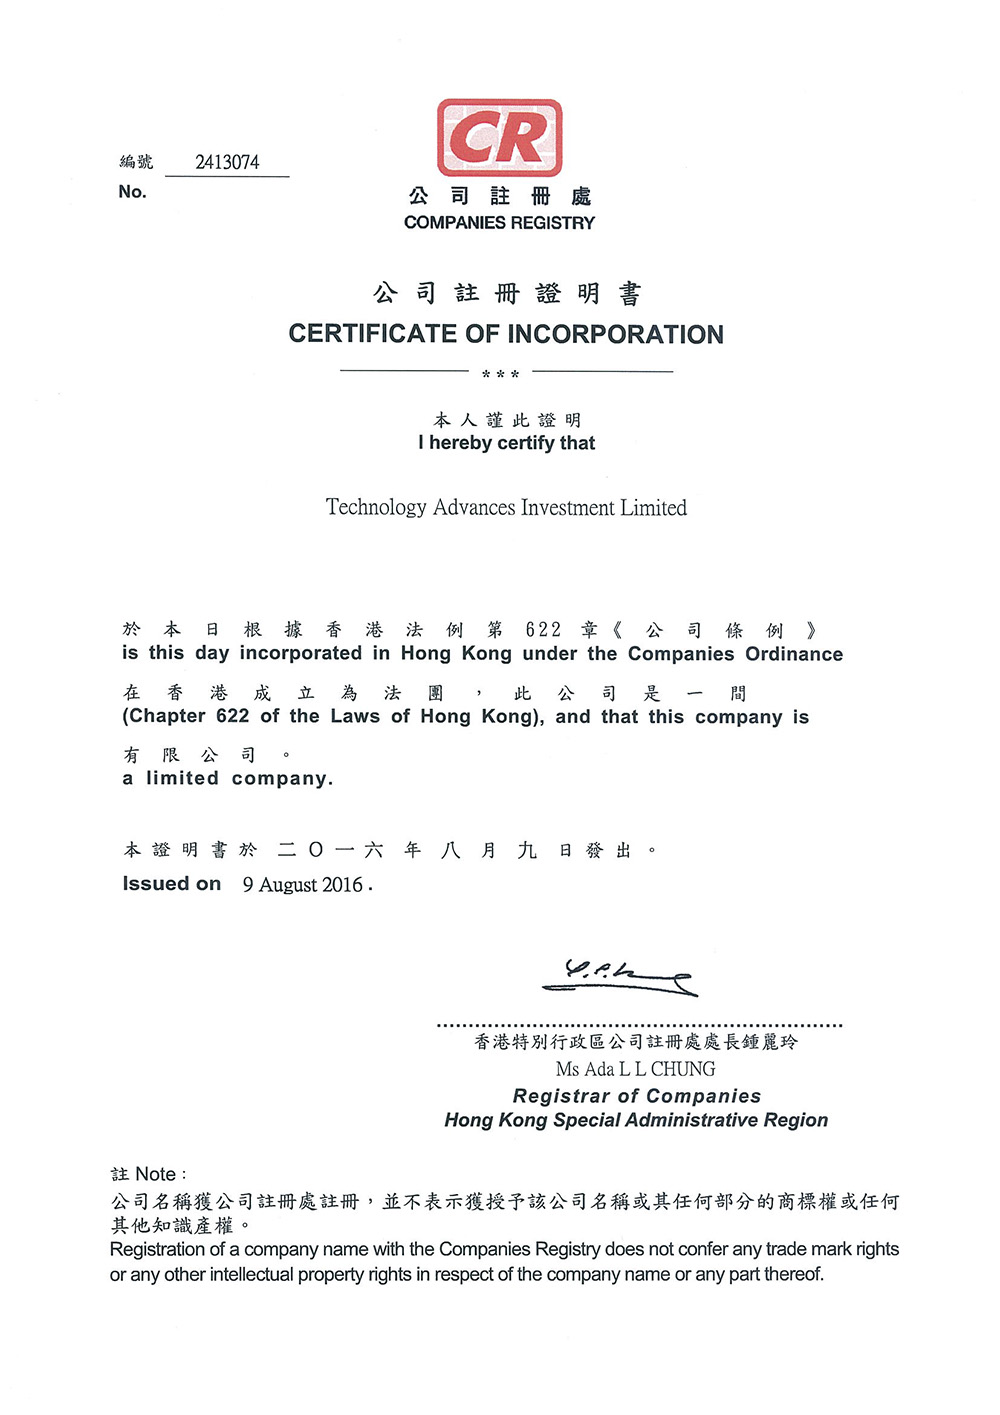 CR
編號 2413074
No.
公司註冊處
COMPANIES REGISTRY
公司註冊證明書
CERTIFICATE OF INCORPORATION
***
本人謹此證明
I hereby certify that
Technology Advances Investment Limited
於本日根據香港法例第622章《公司條例》
is this day incorporated in Hong Kong under the Companies Ordinance
在香港成立為法團，此公司是一間
(Chapter 622 of the Laws of Hong Kong), and that this company is
有限公司。
a limited company.
本證明書於二O一六年八月九日發出。
Issued on 9 August 2016.
香港特別行政區公司註冊處處長鍾麗玲
Ms Ada L L CHUNG
Registrar of Companies
Hong Kong Special Administrative Region
註 Note :
公司名稱獲公司註冊處註冊，並不表示獲授予該公司名稱或其任何部分的商標權或任何
其他知識產權。
Registration of a company name with the Companies Registry does not confer any trade mark rights
or any other intellectual property rights in respect of the company name or any part thereof.